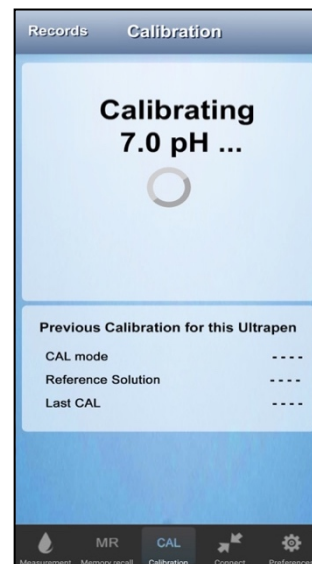 Records Calibration
Calibrating
7.0 pH ...
Previous Calibration for this Ultrapen
CAL mode - - - -
Reference Solution - - - -
Last CAL - - - -
MR CAL
Measurement Memory recall Calibration Connect Preferences